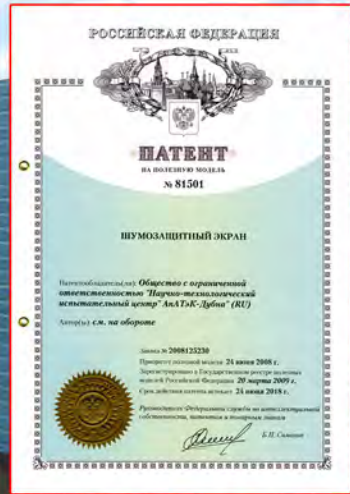 РОССИЙСКАЯ ФЕДЕРАЦИЯ
ПАТЕНТ
НА ПОЛЕЗНУЮ МОДЕЛЬ
№ 81501
ШУМОЗАЩИТНЫЙ ЭКРАН
Патентообладатель(ли): Общество с ограниченной
ответственностью "Научно-технологический
испытательный центр" АпАТэК-Дубна" (RU)
Автор(ы): см. на обороте
Заявка № 2008125230
Приоритет полезной модели 24 июня 2008 г.
Зарегистрировано в Государственном реестре полезных
моделей Российской Федерации 20 марта 2009 г.
Срок действия патента истекает 24 июня 2018 г.
Руководитель Федеральной службы по интеллектуальной
собственности, патентам и товарным знакам
Б.П. Симонов